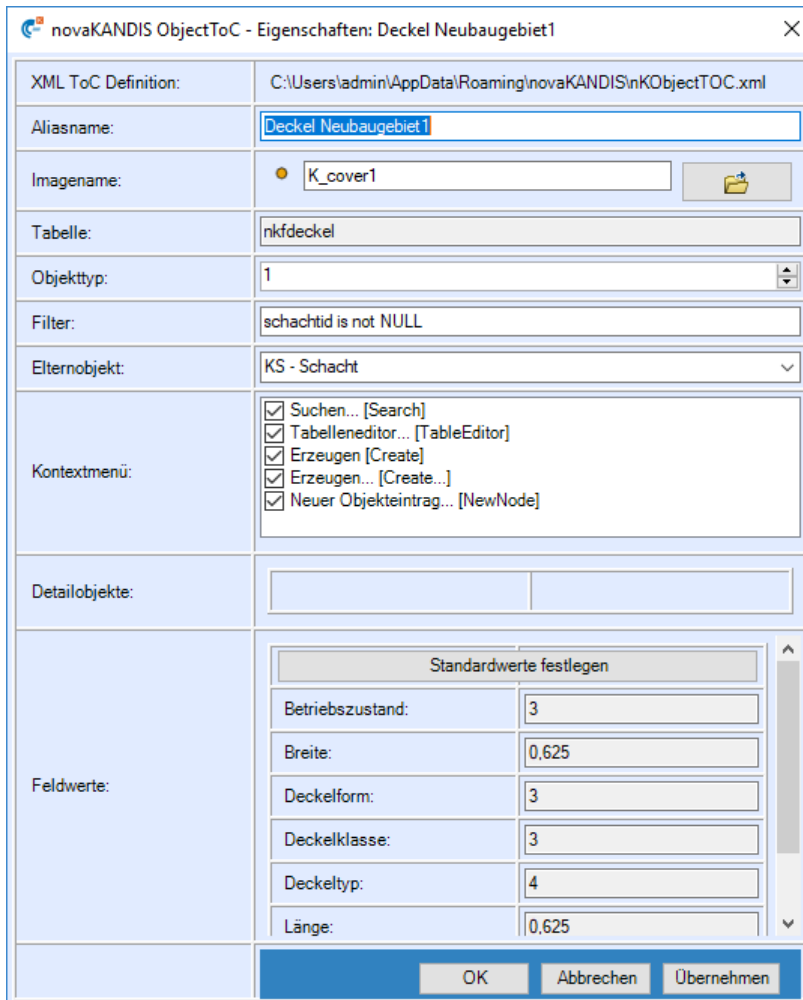 novaKANDIS ObjectToC - Eigenschaften: Deckel Neubaugebiet1
XML ToC Definition: C:\Users\admin\AppData\Roaming\novaKANDIS\nKObjectTOC.xml
Aliasname: Deckel Neubaugebiet1
Imagename: K_cover1
Tabelle: nkfdeckel
Objekttyp: 1
Filter: schachtid is not NULL
Elternobjekt: KS - Schacht
Kontextmenü:
Suchen... [Search]
Tabelleneditor... [TableEditor]
Erzeugen [Create]
Erzeugen... [Create...]
Neuer Objekteintrag... [NewNode]
Detailobjekte:
Feldwerte:
Standardwerte festlegen
Betriebszustand: 3
Breite: 0,625
Deckelform: 3
Deckelklasse: 3
Deckeltyp: 4
Länge: 0,625
OK Abbrechen Übernehmen